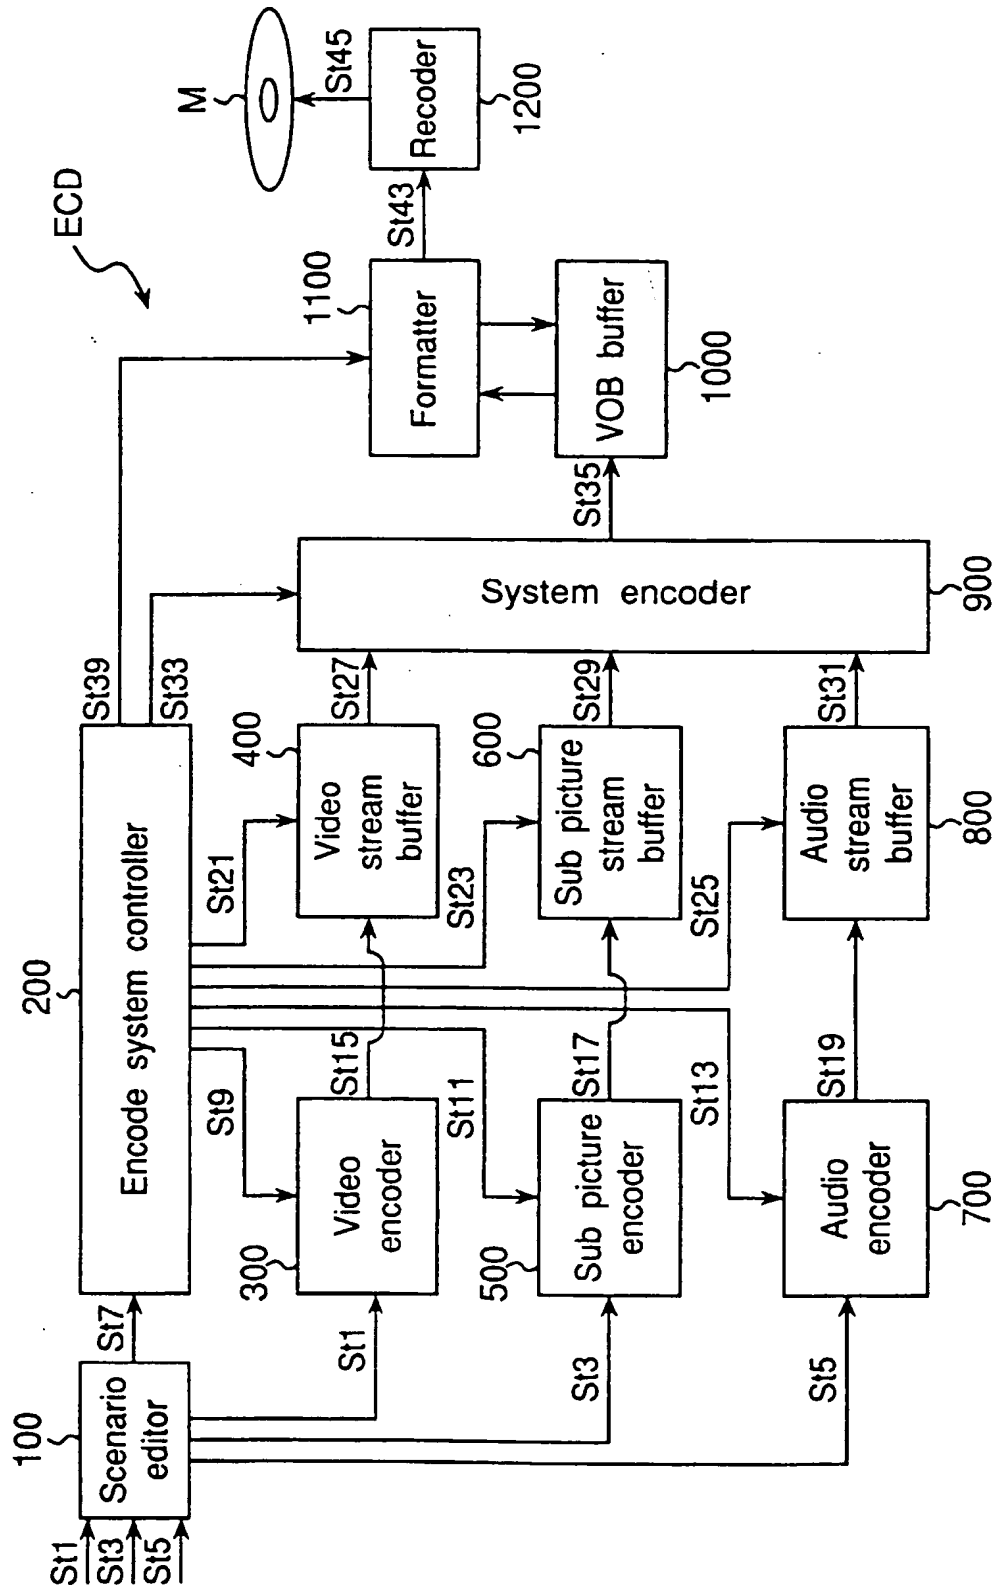 ECD
M
St45
Recoder
1200
St43
1100
Formatter
VOB buffer
1000
St35
St39
St33
System encoder
900
200
Encode system controller
St21
400
Video
stream
buffer
St27
St23
600
Sub picture
stream
buffer
St29
St25
Audio
stream
buffer
800
St31
St9
300
Video
encoder
St15
St11
500
Sub picture
encoder
St17
St13
Audio
encoder
700
St19
100
Scenario
editor
St7
St1
St3
St5
St1
St3
St5